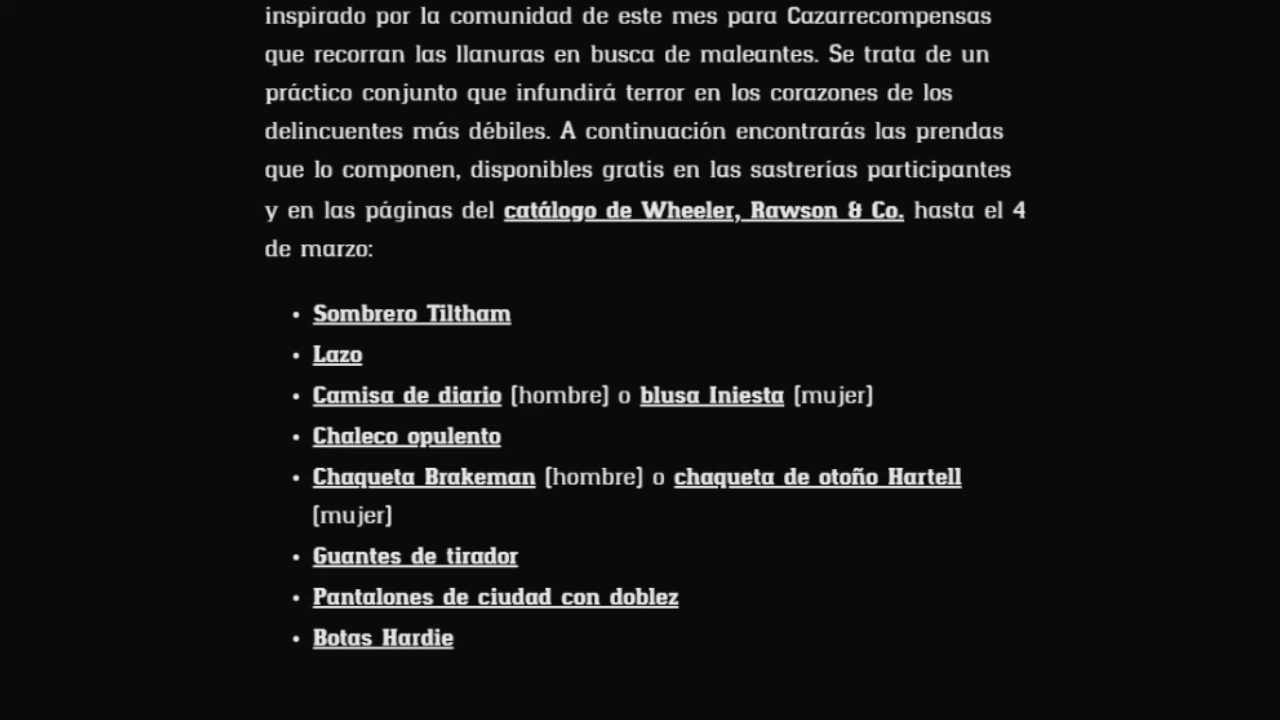 inspirado por la comunidad de este mes para Cazarrecompensas
que recorran las llanuras en busca de maleantes. Se trata de un
práctico conjunto que infundirá terror en los corazones de los
delincuentes más débiles. A continuación encontrarás las prendas
que lo componen, disponibles gratis en las sastrerías participantes
y en las páginas del catálogo de Wheeler, Rawson & Co. hasta el 4
de marzo:
• Sombrero Tiltham
• Lazo
• Camisa de diario (hombre) o blusa Iniesta (mujer)
• Chaleco opulento
• Chaqueta Brakeman (hombre) o chaqueta de otoño Hartell
(mujer)
• Guantes de tirador
• Pantalones de ciudad con doblez
• Botas Hardie